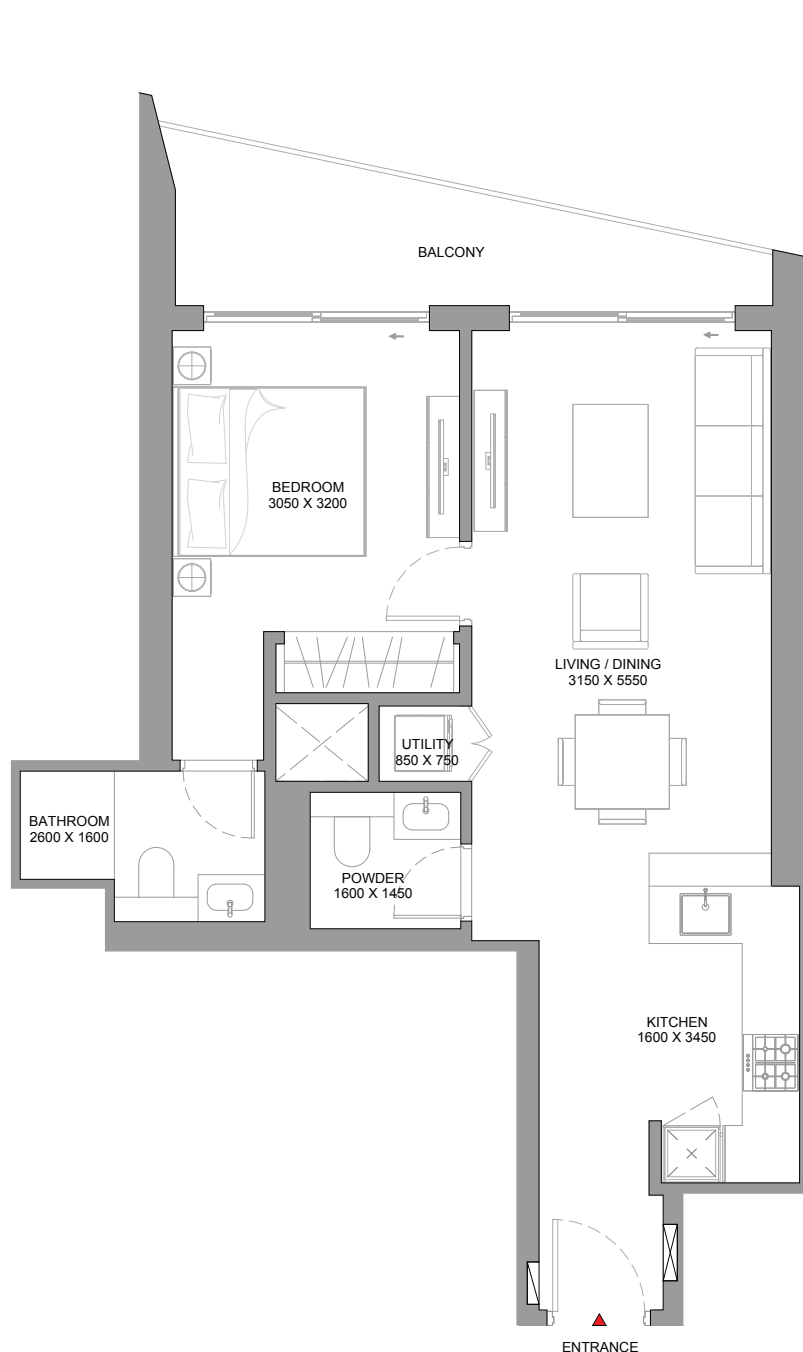 BALCONY
BEDROOM
3050 X 3200
LIVING / DINING
3150 X 5550
UTILITY
850 X 750
BATHROOM
2600 X 1600
POWDER
1600 X 1450
KITCHEN
1600 X 3450
ENTRANCE